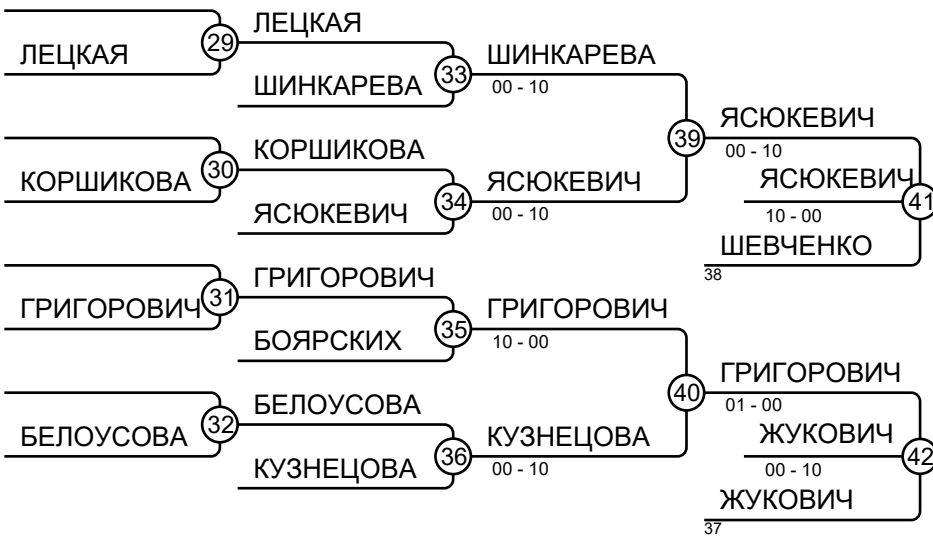 ЛЕЦКАЯ
29
ЛЕЦКАЯ
ШИНКАРЕВА
33
ШИНКАРЕВА
00 - 10
КОРШИКОВА
30
КОРШИКОВА
ЯСЮКЕВИЧ
34
ЯСЮКЕВИЧ
00 - 10
39
ЯСЮКЕВИЧ
00 - 10
ЯСЮКЕВИЧ
10 - 00
41
ШЕВЧЕНКО
38
ГРИГОРОВИЧ
31
ГРИГОРОВИЧ
БОЯРСКИХ
35
ГРИГОРОВИЧ
10 - 00
БЕЛОУСОВА
32
БЕЛОУСОВА
КУЗНЕЦОВА
36
КУЗНЕЦОВА
00 - 10
40
ГРИГОРОВИЧ
01 - 00
ЖУКОВИЧ
00 - 10
42
ЖУКОВИЧ
37